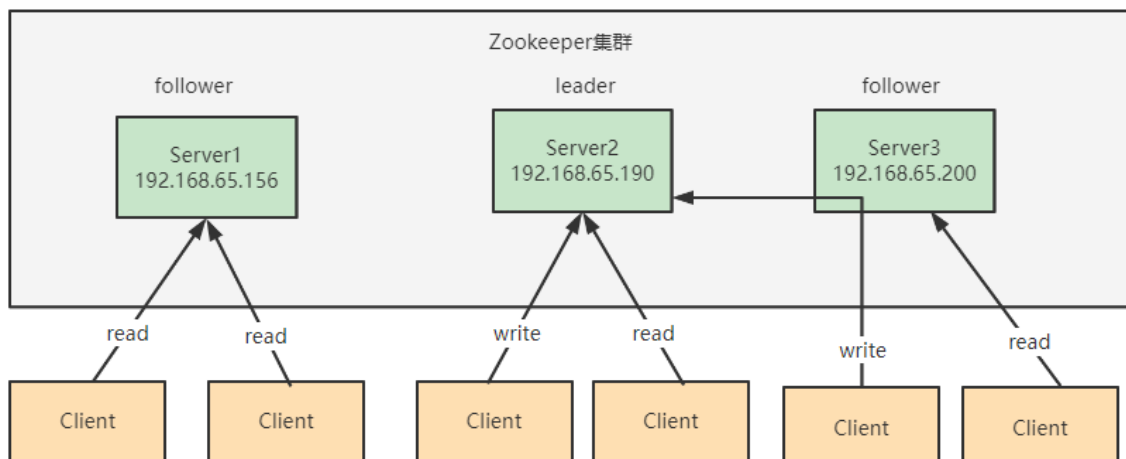 Zookeeper集群
follower
leader
follower
Server1
192.168.65.156
Server2
192.168.65.190
Server3
192.168.65.200
read
read
write
read
write
read
Client
Client
Client
Client
Client
Client